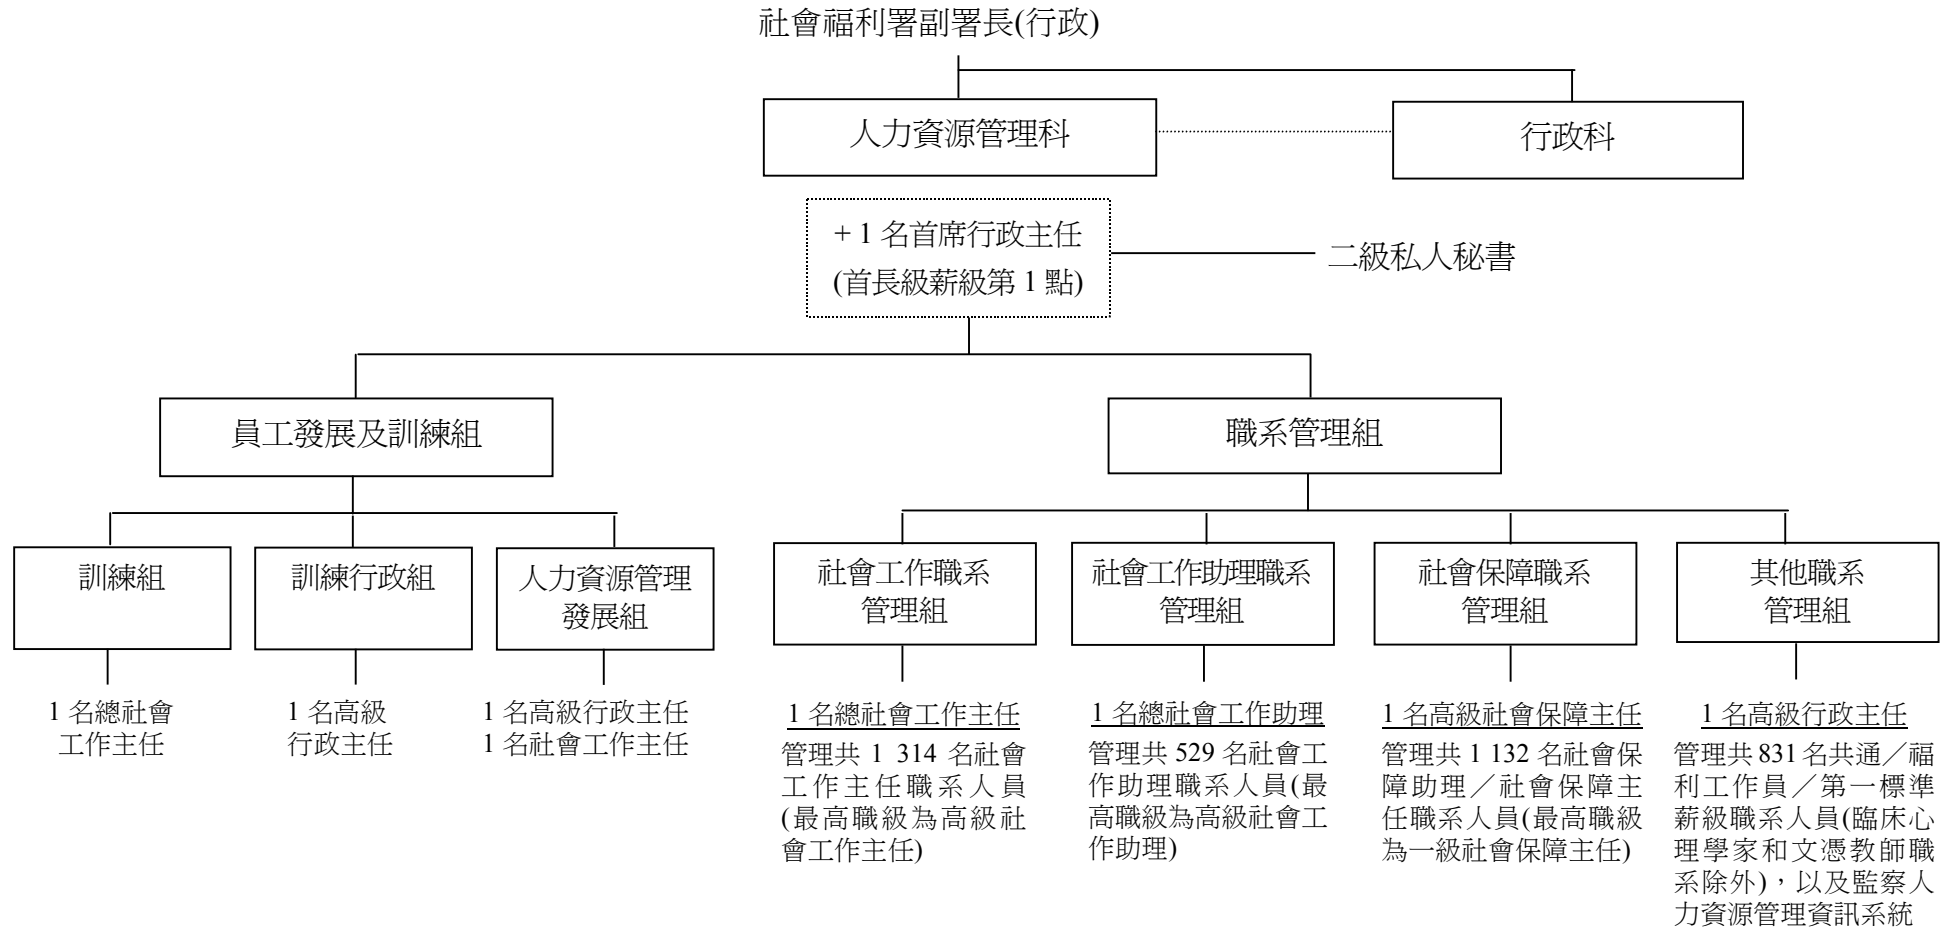 社會福利署副署長(行政)
人力資源管理科
行政科
+ 1 名首席行政主任
(首長級薪級第 1 點)
二級私人秘書
員工發展及訓練組
職系管理組
訓練組
訓練行政組
人力資源管理
發展組
社會工作職系
管理組
社會工作助理職系
管理組
社會保障職系
管理組
其他職系
管理組
1 名總社會
工作主任
1 名高級
行政主任
1 名高級行政主任
1 名社會工作主任
1 名總社會工作主任
管理共 1 314 名社會
工作主任職系人員
(最高職級為高級社
會工作主任)
1 名總社會工作助理
管理共 529 名社會工
作助理職系人員(最
高職級為高級社會工
作助理)
1 名高級社會保障主任
管理共 1 132 名社會保
障助理／社會保障主
任職系人員(最高職級
為一級社會保障主任)
1 名高級行政主任
管理共 831 名共通／福
利工作員／第一標準
薪級職系人員(臨床心
理學家和文憑教師職
系除外)，以及監察人
力資源管理資訊系統